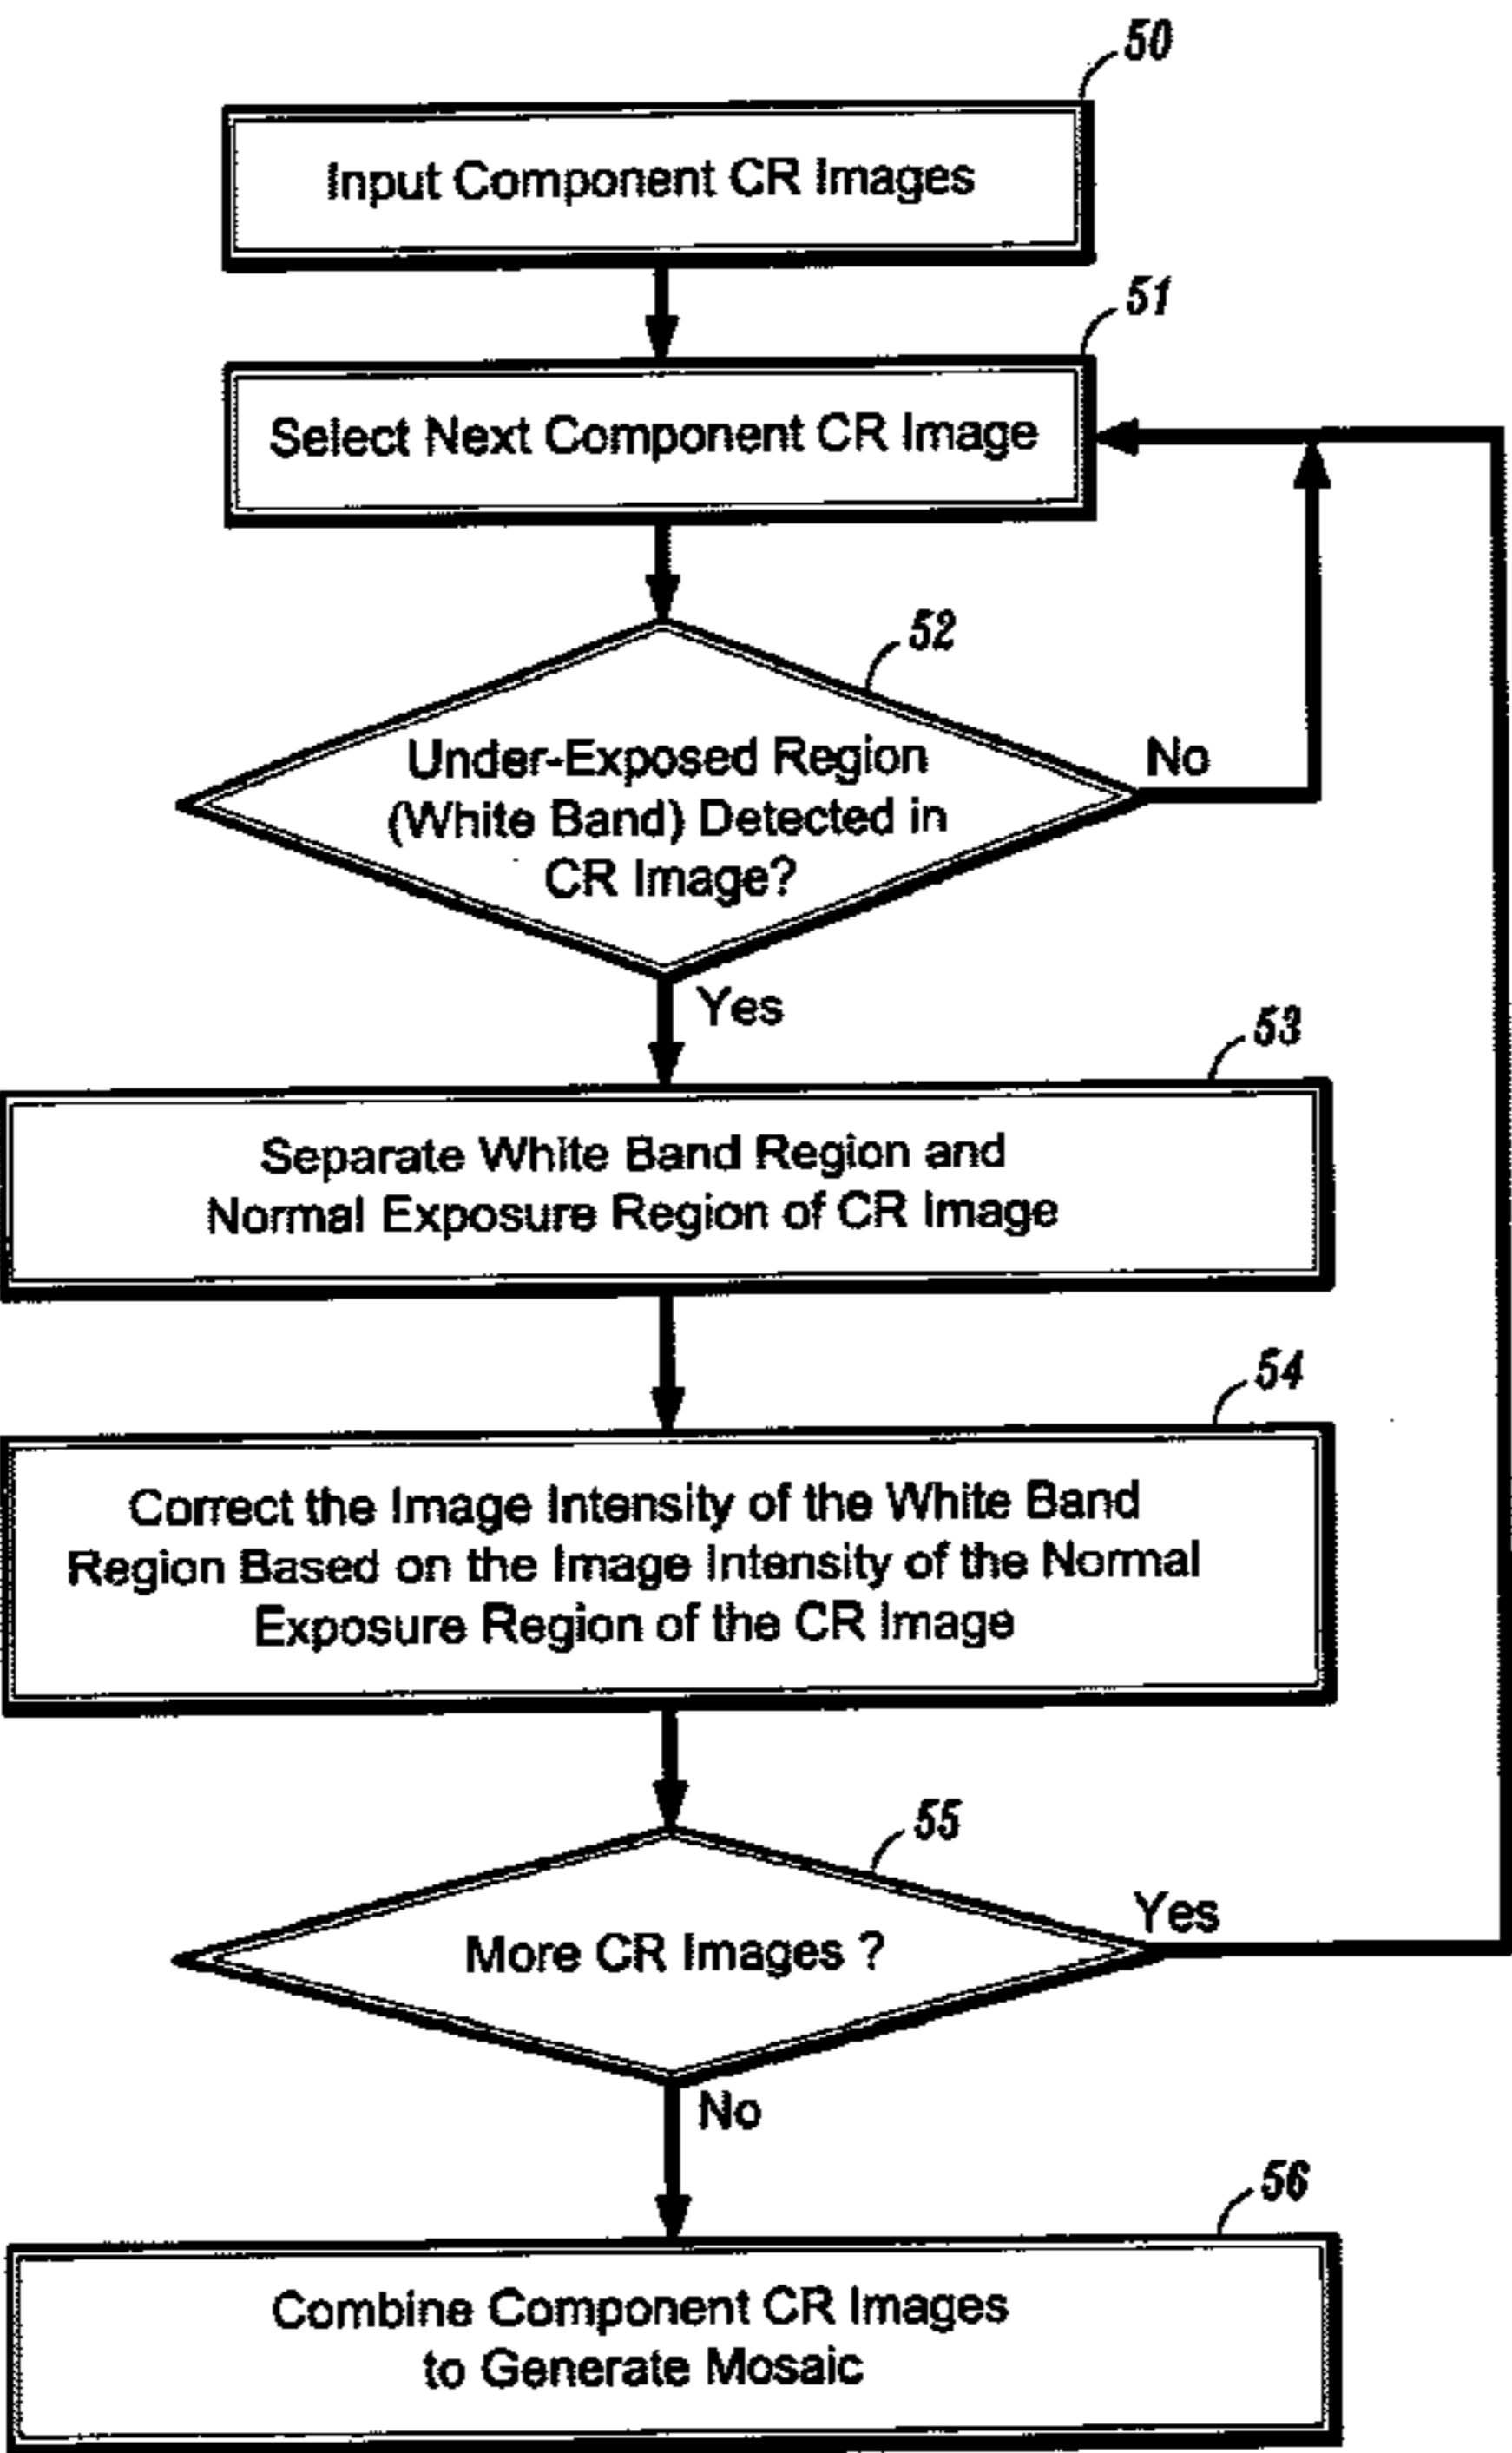 50
Input Component CR Images
51
Select Next Component CR Image
52
Under-Exposed Region
(White Band) Detected in
CR Image?
No
Yes
53
Separate White Band Region and
Normal Exposure Region of CR Image
54
Correct the Image Intensity of the White Band
Region Based on the Image Intensity of the Normal
Exposure Region of the CR Image
55
More CR Images ?
Yes
No
56
Combine Component CR Images
to Generate Mosaic